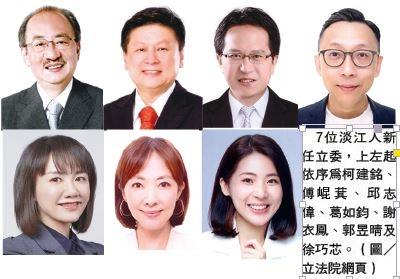 7位淡江人新
任立委，上左起
依序為柯建銘、
傅崐萁、邱志
偉、葛如鈞、謝
衣鳯、郭昱晴及
徐巧芯。（圖／
立法院網頁）